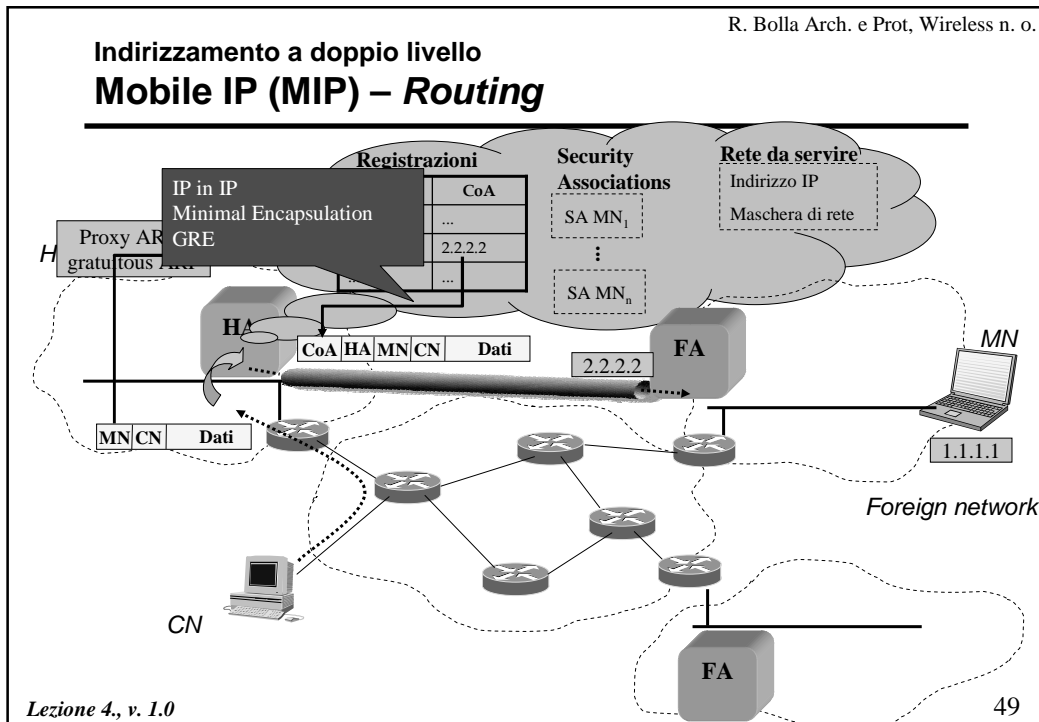 R. Bolla Arch. e Prot, Wireless n. o.
Indirizzamento a doppio livello
Mobile IP (MIP) – Routing
Registrazioni
CoA
...
2.2.2.2
...
...
Security
Associations
SA MN1
SA MNn
Rete da servire
Indirizzo IP
Maschera di rete
IP in IP
Minimal Encapsulation
GRE
H
Proxy AR
gratuitous
HA
CoA HA MN CN Dati
2.2.2.2
FA
MN
MN CN Dati
1.1.1.1
Foreign network
CN
FA
Lezione 4., v. 1.0
49